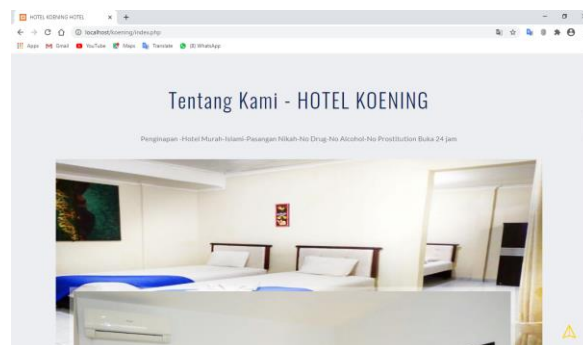 HOTEL KOENING HOTEL
localhost/koening/index.php
Apps Gmail YouTube Maps Translate (8) WhatsApp
Tentang Kami - HOTEL KOENING
Penginapan -Hotel Murah-Islami-Pasangan Nikah-No Drug-No Alcohol-No Prostitution Buka 24 jam